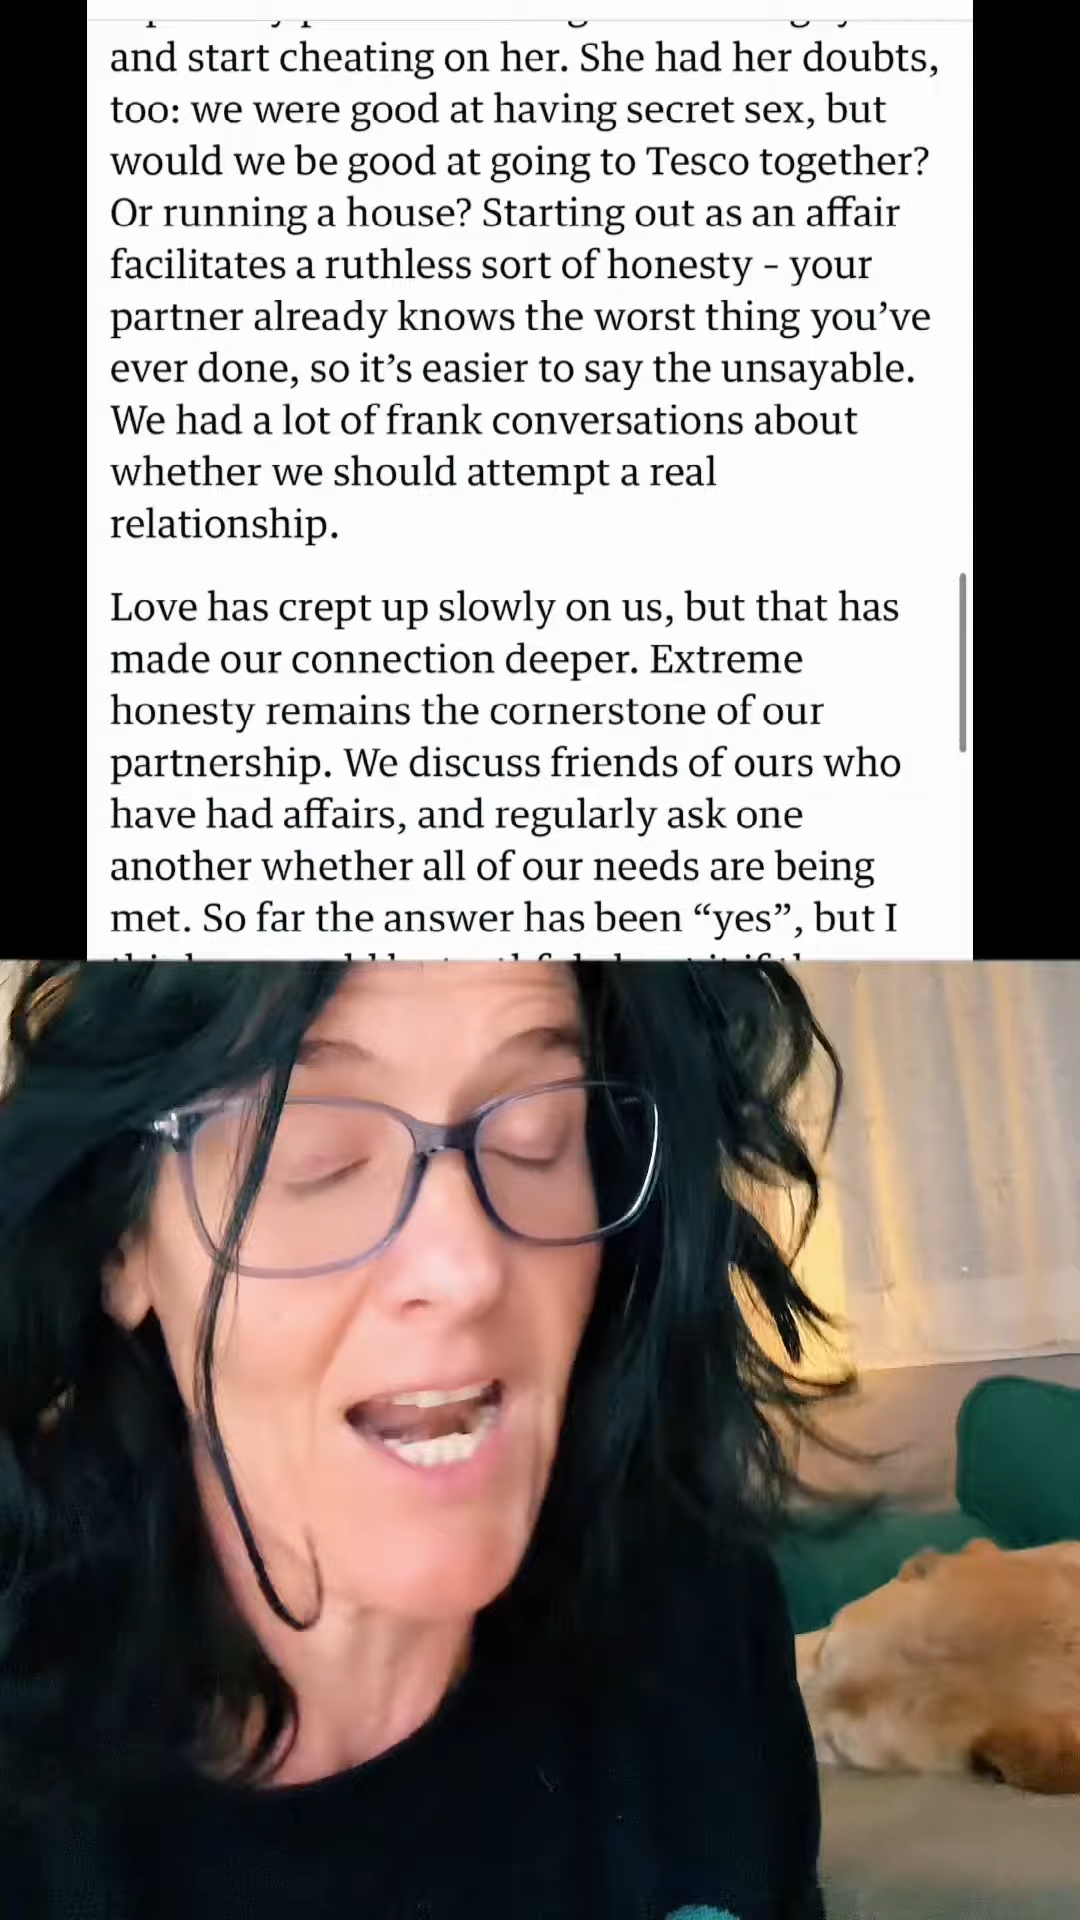 and start cheating on her. She had her doubts,
too: we were good at having secret sex, but
would we be good at going to Tesco together?
Or running a house? Starting out as an affair
facilitates a ruthless sort of honesty – your
partner already knows the worst thing you’ve
ever done, so it’s easier to say the unsayable.
We had a lot of frank conversations about
whether we should attempt a real
relationship.
Love has crept up slowly on us, but that has
made our connection deeper. Extreme
honesty remains the cornerstone of our
partnership. We discuss friends of ours who
have had affairs, and regularly ask one
another whether all of our needs are being
met. So far the answer has been “yes”, but I